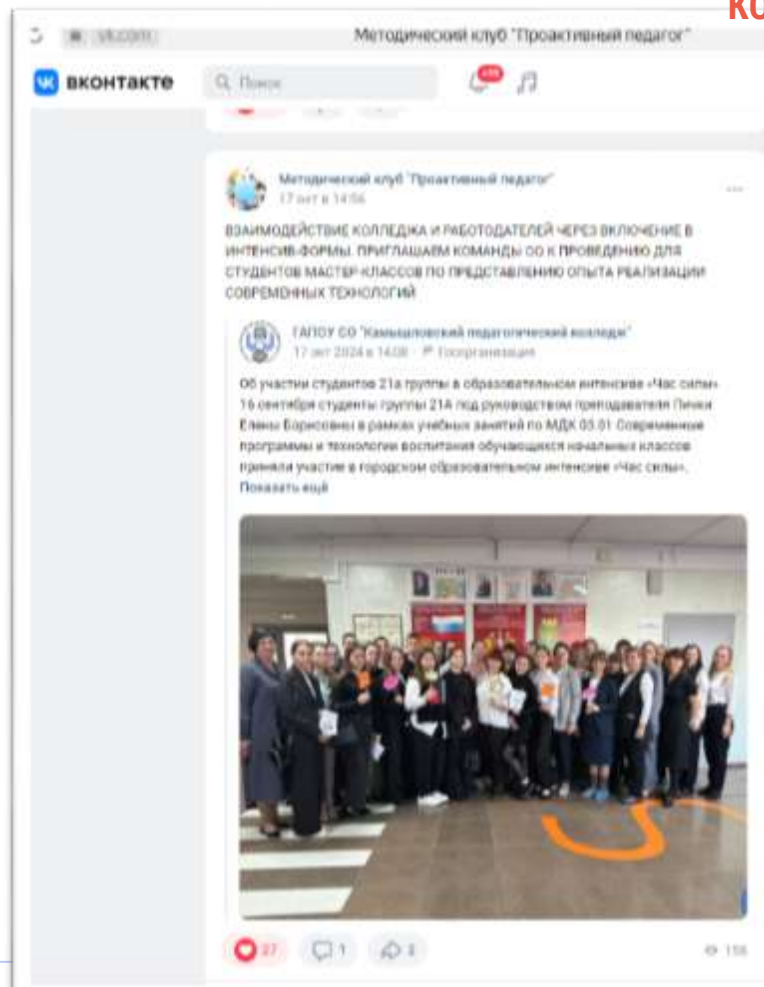 КО
vk.com
Методический клуб "Проактивный педагог"
ВКОНТАКТЕ
Поиск
Методический клуб "Проактивный педагог"
17 окт в 14:56
ВЗАИМОДЕЙСТВИЕ КОЛЛЕДЖА И РАБОТОДАТЕЛЕЙ ЧЕРЕЗ ВКЛЮЧЕНИЕ В
ИНТЕНСИВ-ФОРМЫ. ПРИГЛАШАЕМ КОМАНДЫ ОО К ПРОВЕДЕНИЮ ДЛЯ
СТУДЕНТОВ МАСТЕР-КЛАССОВ ПО ПРЕДСТАВЛЕНИЮ ОПЫТА РЕАЛИЗАЦИИ
СОВРЕМЕННЫХ ТЕХНОЛОГИЙ
ГАПОУ СО "Камышловский педагогический колледж"
17 окт 2024 в 14:08 Госорганизация
Об участии студентов 21а группы в образовательном интенсиве «Час силы»
16 сентября студенты группы 21А под руководством преподавателя
Елены Борисовны в рамках учебных занятий по МДК 03.01 Современные
программы и технологии воспитания обучающихся начальных классов
приняли участие в городском образовательном интенсиве «Час силы».
Показать ещё
27 1 2 158